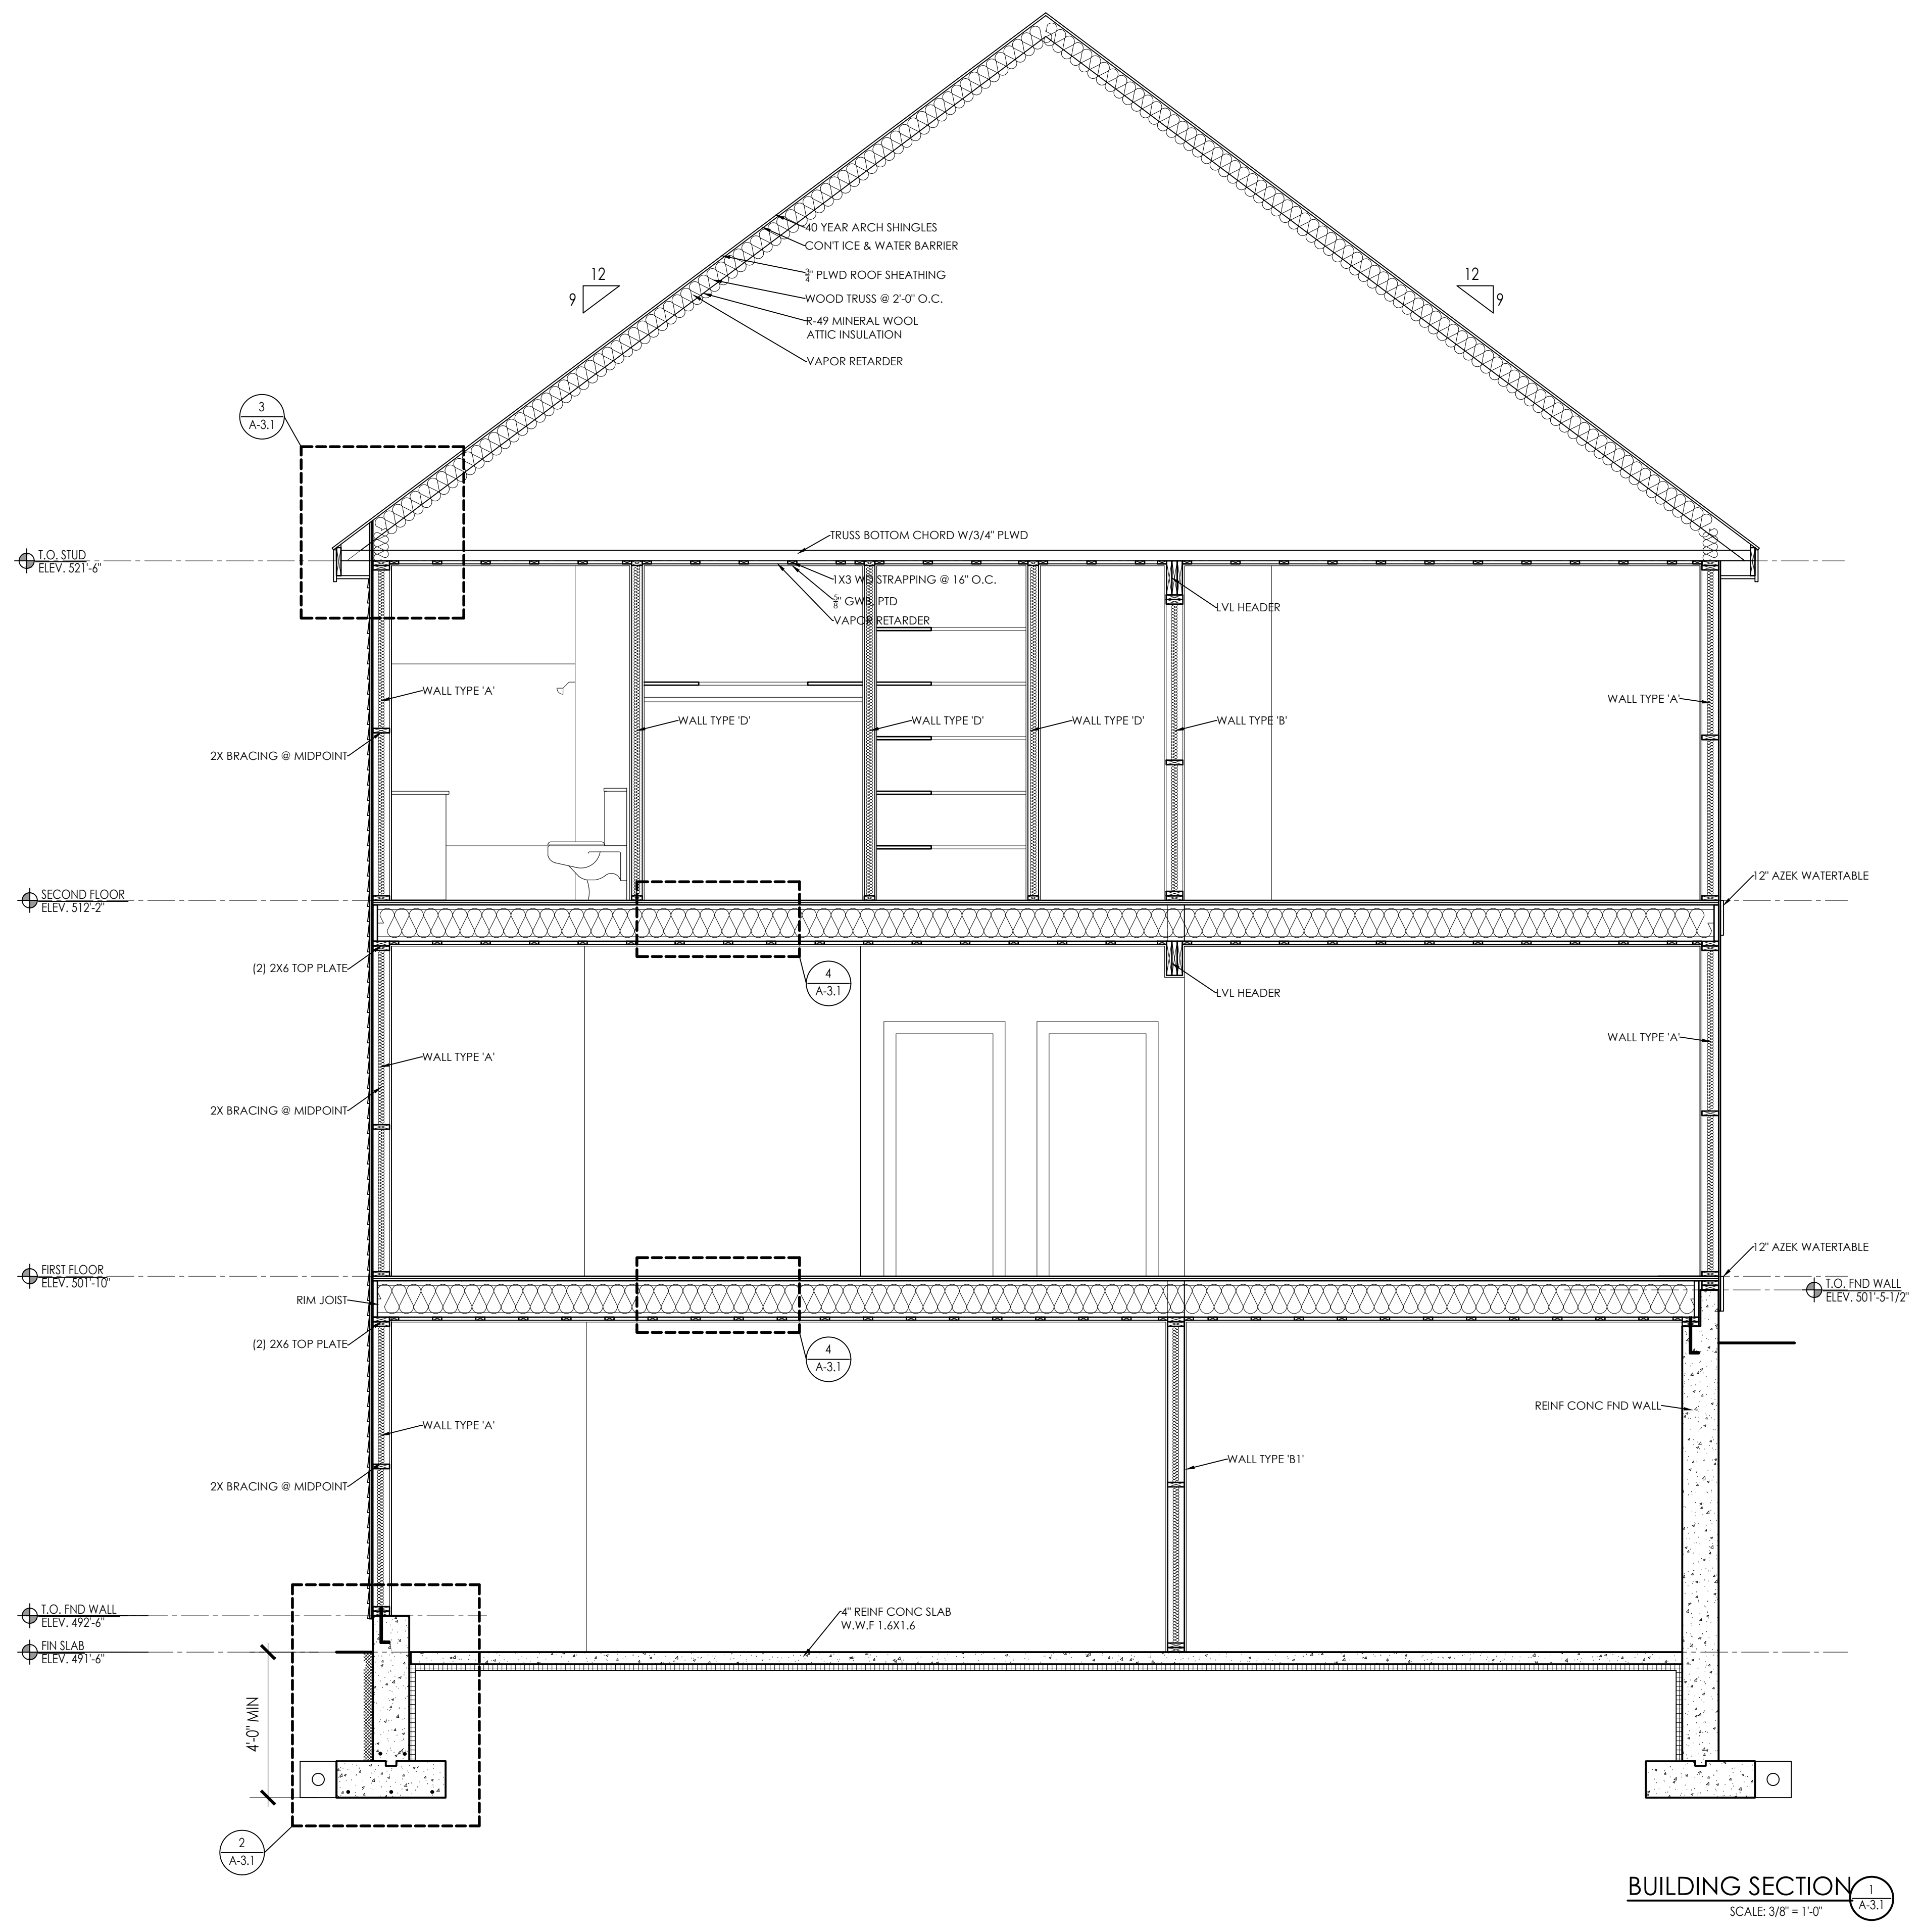 40 YEAR ARCH SHINGLES
CON'T ICE & WATER BARRIER
12
12
3/4" PLWD ROOF SHEATHING
9
9
WOOD TRUSS @ 2'-0" O.C.
R-49 MINERAL WOOL
ATTIC INSULATION
VAPOR RETARDER
3
A-3.1
TRUSS BOTTOM CHORD W/3/4" PLWD
T.O. STUD
ELEV. 521'-6"
1X3 WD STRAPPING @ 16" O.C.
5/8" GWB, PTD
VAPOR RETARDER
LVL HEADER
WALL TYPE 'A'
WALL TYPE 'A'
WALL TYPE 'D'
WALL TYPE 'D'
WALL TYPE 'D'
WALL TYPE 'B'
2X BRACING @ MIDPOINT
12" AZEK WATERTABLE
SECOND FLOOR
ELEV. 512'-2"
(2) 2X6 TOP PLATE
4
A-3.1
LVL HEADER
WALL TYPE 'A'
WALL TYPE 'A'
2X BRACING @ MIDPOINT
12" AZEK WATERTABLE
FIRST FLOOR
ELEV. 501'-10"
T.O. FND WALL
ELEV. 501'-5-1/2"
RIM JOIST
(2) 2X6 TOP PLATE
4
A-3.1
REINF CONC FND WALL
WALL TYPE 'A'
WALL TYPE 'B1'
2X BRACING @ MIDPOINT
T.O. FND WALL
ELEV. 492'-6"
4" REINF CONC SLAB
W.W.F 1.6X1.6
FIN SLAB
ELEV. 491'-6"
4'-0" MIN
2
A-3.1
BUILDING SECTION
1
A-3.1
SCALE: 3/8" = 1'-0"